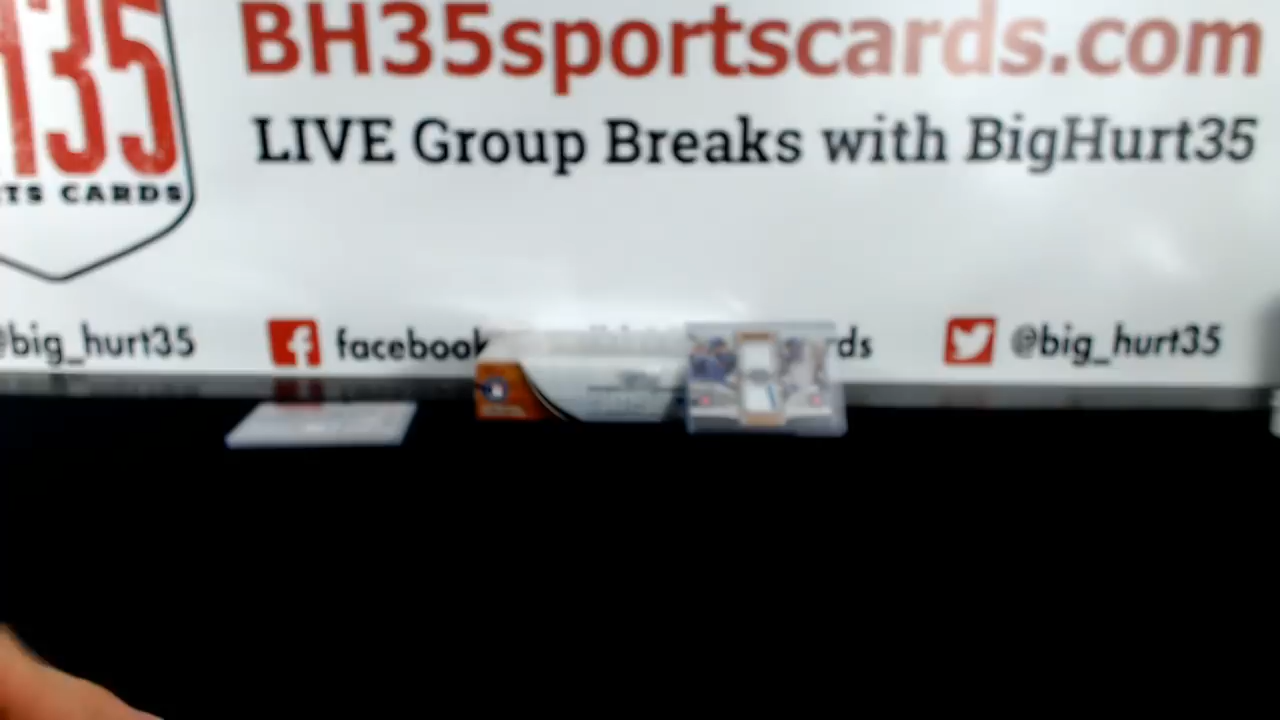 BH35sportscards.com
LIVE Group Breaks with BigHurt35
135
TS CARDS
@big_hurt35
facebook
ds
@big_hurt35